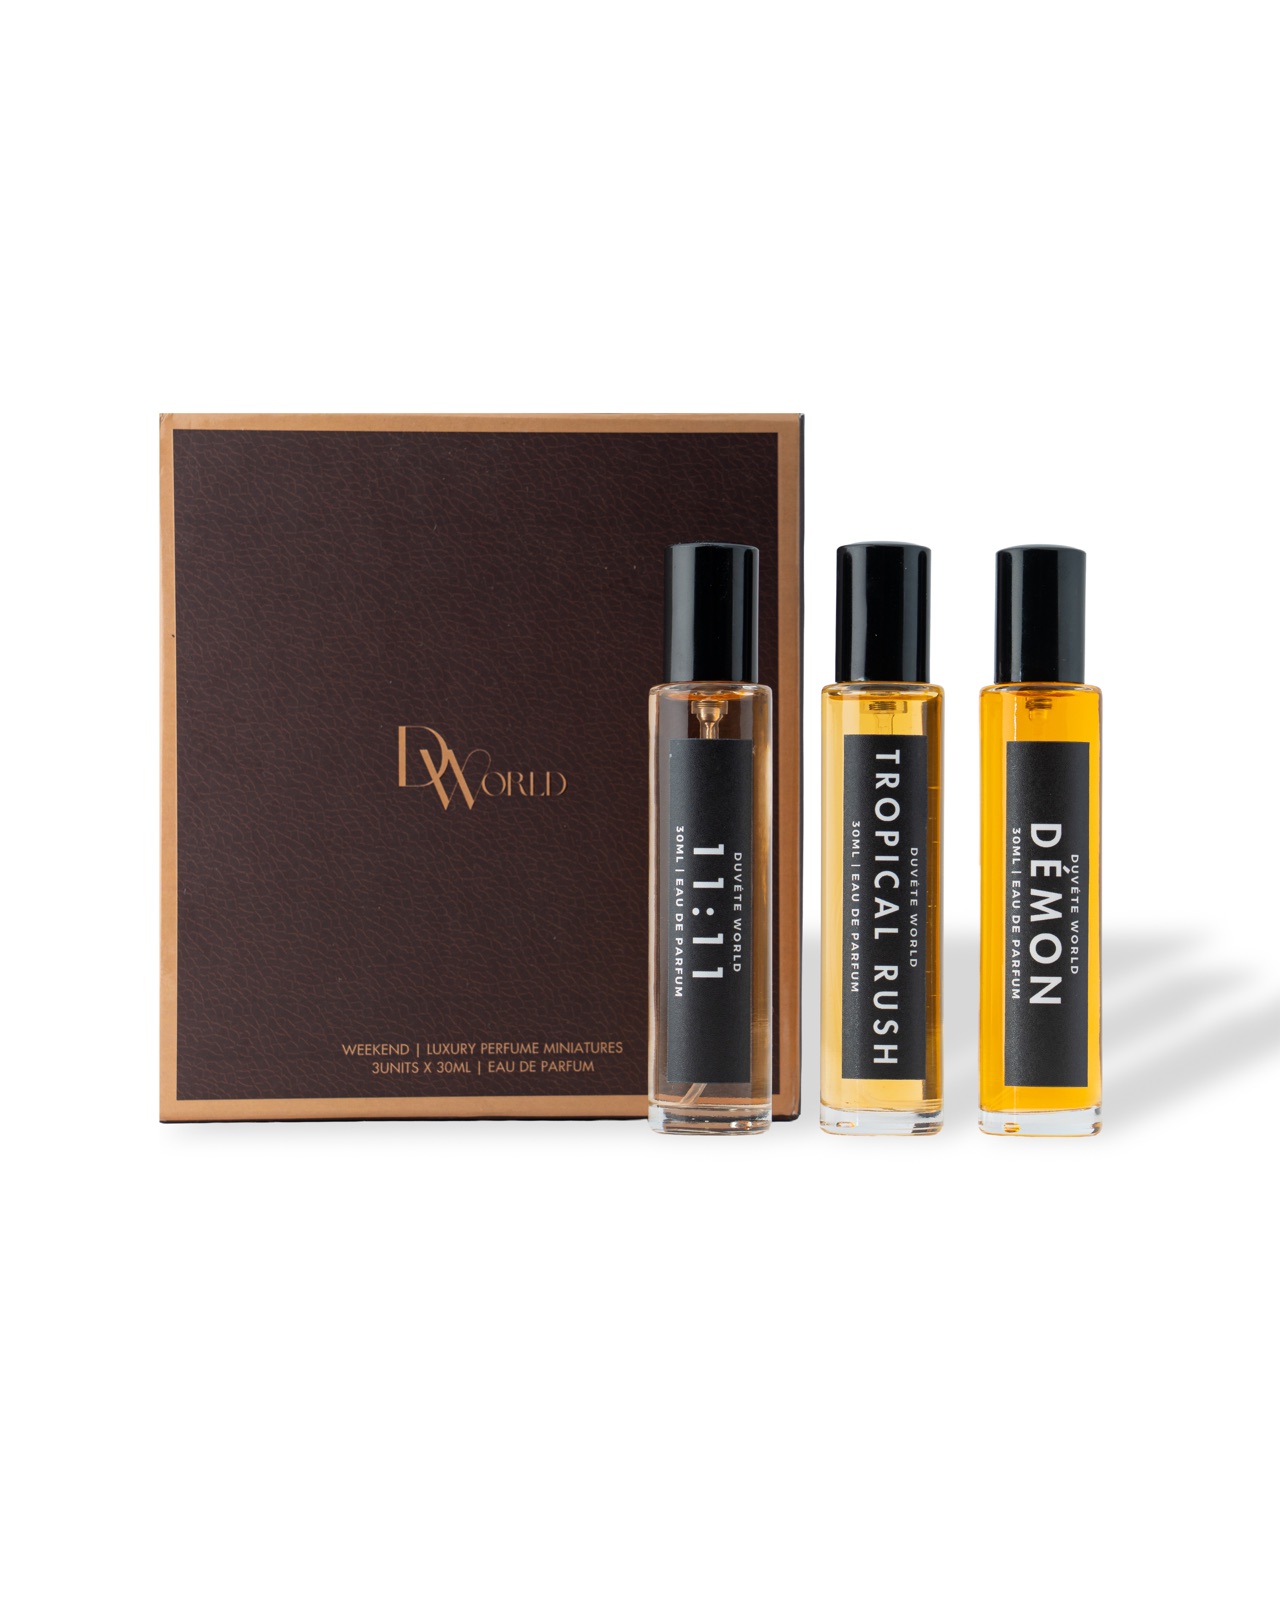 DWORLD
WEEKEND | LUXURY PERFUME MINIATURES
3UNITS X 30ML | EAU DE PARFUM
DUVÉTE WORLD
11:11
30ML | EAU DE PARFUM
DUVÉTE WORLD
TROPICAL RUSH
30ML | EAU DE PARFUM
DUVÉTE WORLD
DÉMON
30ML | EAU DE PARFUM